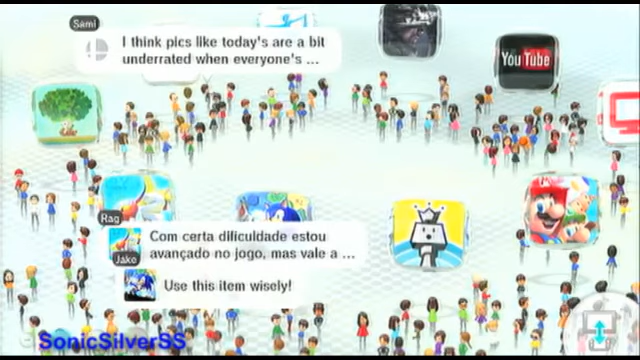 Sami
I think pics like today's are a bit
underrated when everyone's ...
YouTube
Rag
Com certa dificuldade estou
avançado no jogo, mas vale a ...
Jake
Use this item wisely!
SonicSilverSS